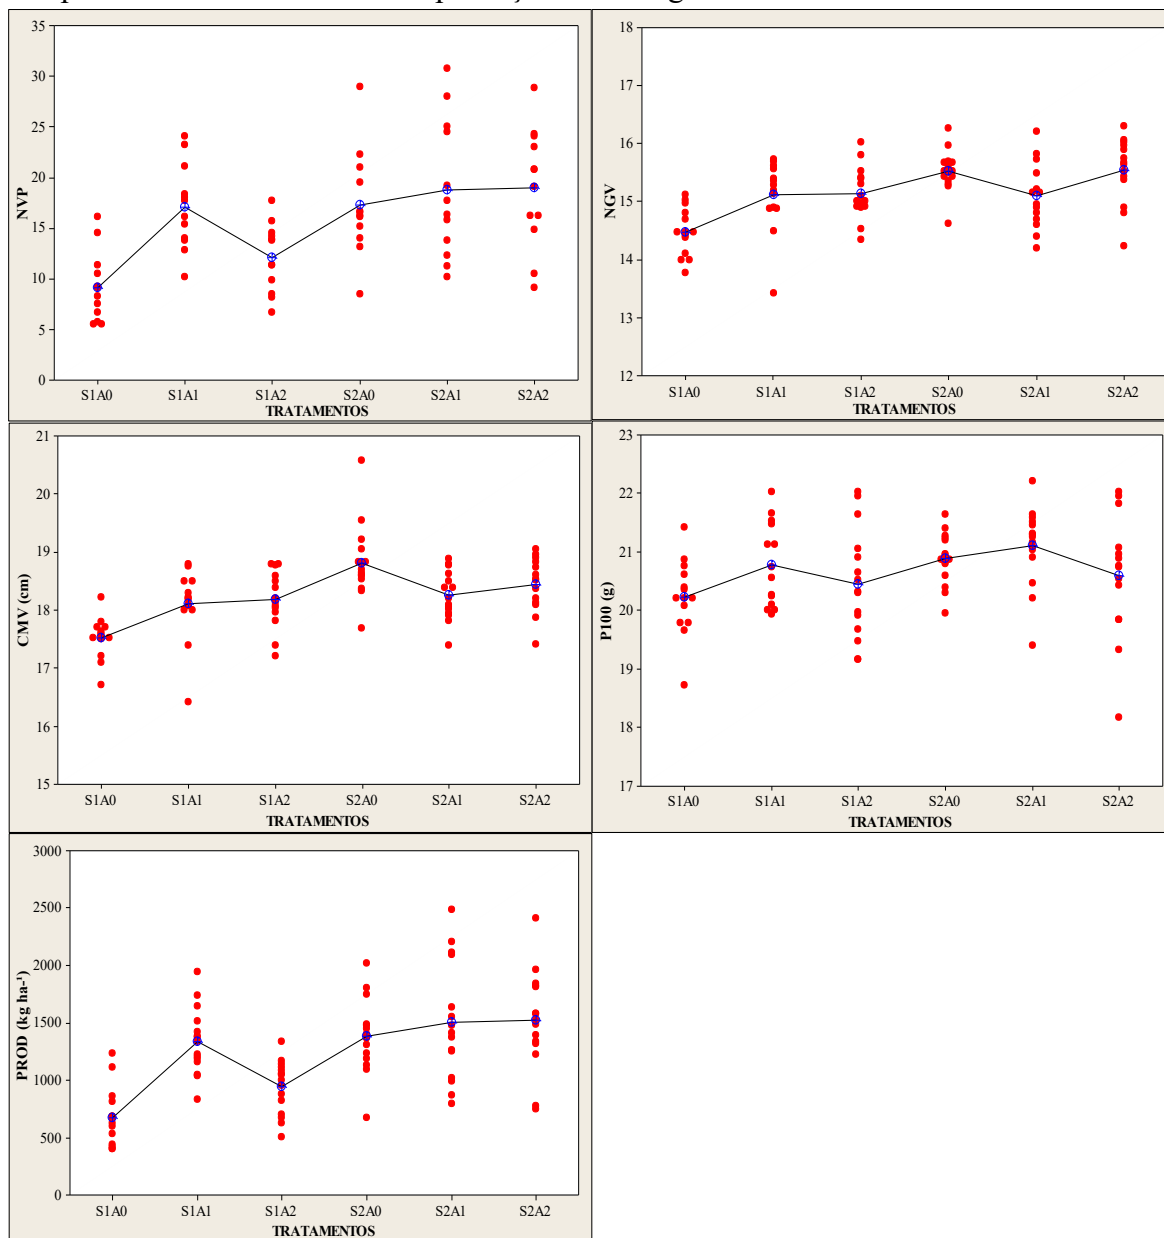 35
30
25
20
15
10
5
0
NVP
S1A0 S1A1 S1A2 S2A0 S2A1 S2A2
TRATAMENTOS
18
17
16
15
14
13
12
NGV
S1A0 S1A1 S1A2 S2A0 S2A1 S2A2
TRATAMENTOS
21
20
19
18
17
16
15
CMV (cm)
S1A0 S1A1 S1A2 S2A0 S2A1 S2A2
TRATAMENTOS
23
22
21
20
19
18
17
P100 (g)
S1A0 S1A1 S1A2 S2A0 S2A1 S2A2
TRATAMENTOS
3000
2500
2000
1500
1000
500
0
PROD (kg ha⁻¹)
S1A0 S1A1 S1A2 S2A0 S2A1 S2A2
TRATAMENTOS